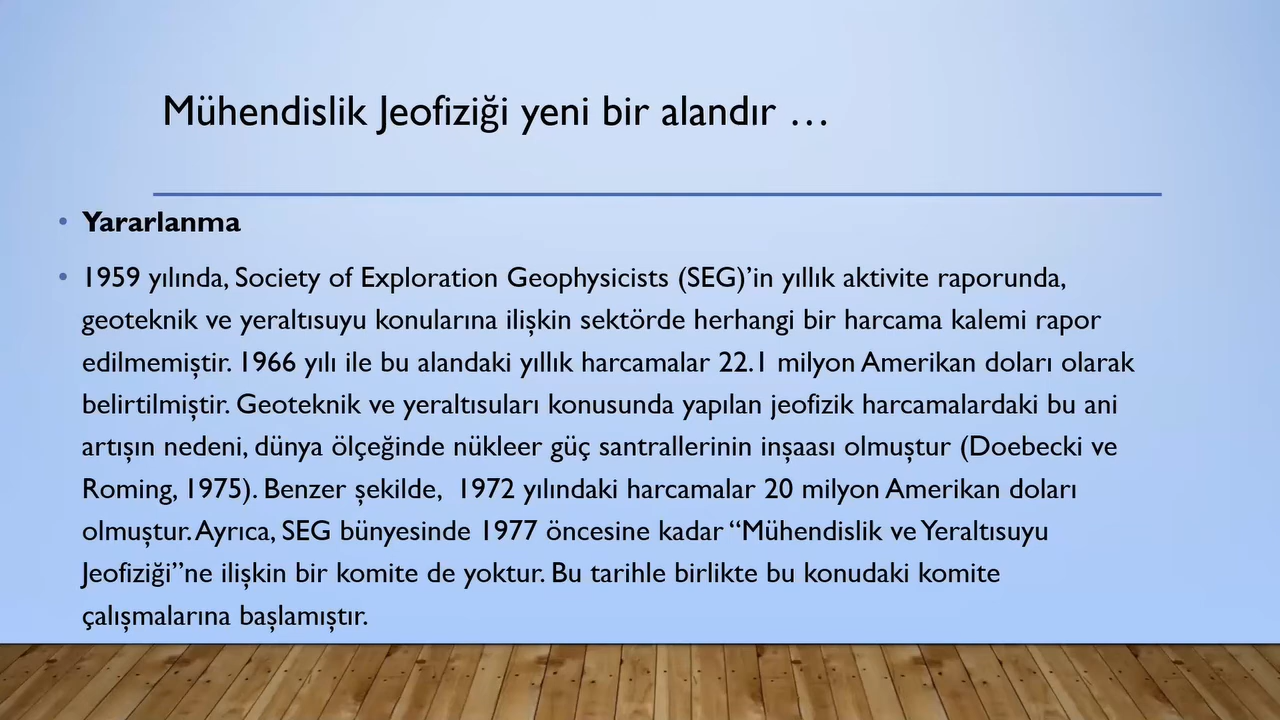 Mühendislik Jeofiziği yeni bir alandır …
• Yararlanma
• 1959 yılında, Society of Exploration Geophysicists (SEG)’in yıllık aktivite raporunda,
geoteknik ve yeraltısuyu konularına ilişkin sektörde herhangi bir harcama kalemi rapor
edilmemiştir. 1966 yılı ile bu alandaki yıllık harcamalar 22.1 milyon Amerikan doları olarak
belirtilmiştir. Geoteknik ve yeraltısuları konusunda yapılan jeofizik harcamalardaki bu ani
artışın nedeni, dünya ölçeğinde nükleer güç santrallerinin inşaası olmuştur (Doebecki ve
Roming, 1975). Benzer şekilde,  1972 yılındaki harcamalar 20 milyon Amerikan doları
olmuştur. Ayrıca, SEG bünyesinde 1977 öncesine kadar “Mühendislik ve Yeraltısuyu
Jeofiziği”ne ilişkin bir komite de yoktur. Bu tarihle birlikte bu konudaki komite
çalışmalarına başlamıştır.